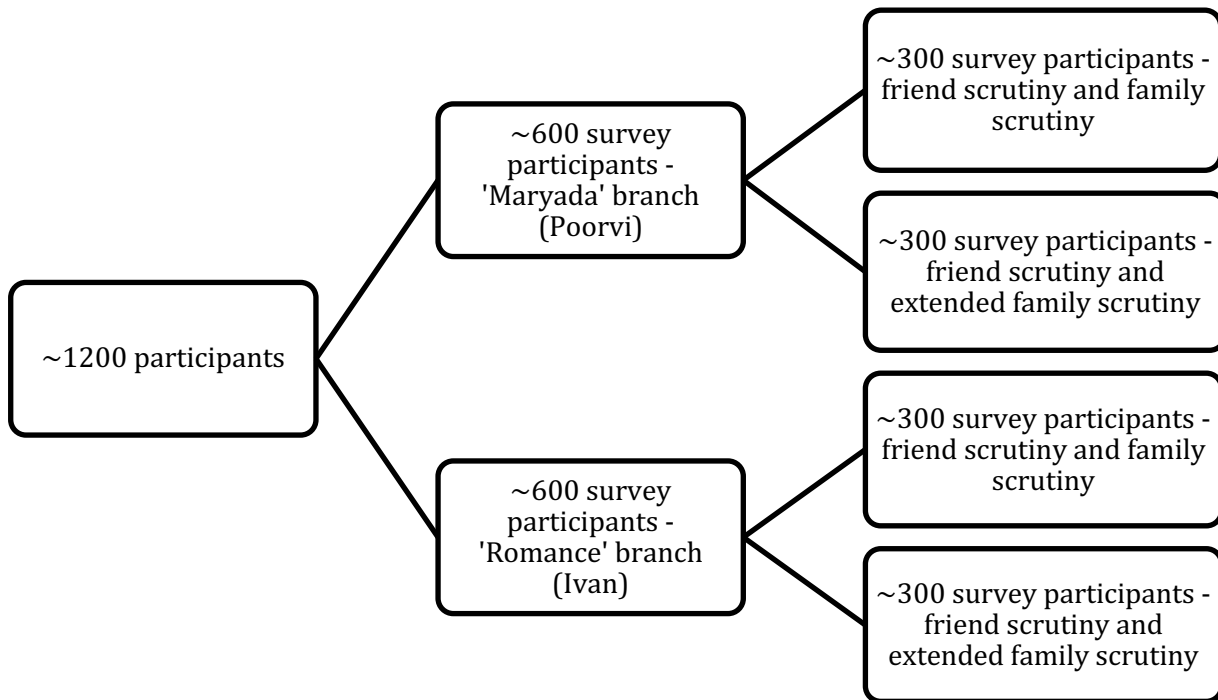 ~1200 participants
~600 survey
participants -
'Maryada' branch
(Poorvi)
~300 survey participants -
friend scrutiny and family
scrutiny
~300 survey participants -
friend scrutiny and
extended family scrutiny
~600 survey
participants -
'Romance' branch
(Ivan)
~300 survey participants -
friend scrutiny and family
scrutiny
~300 survey participants -
friend scrutiny and
extended family scrutiny